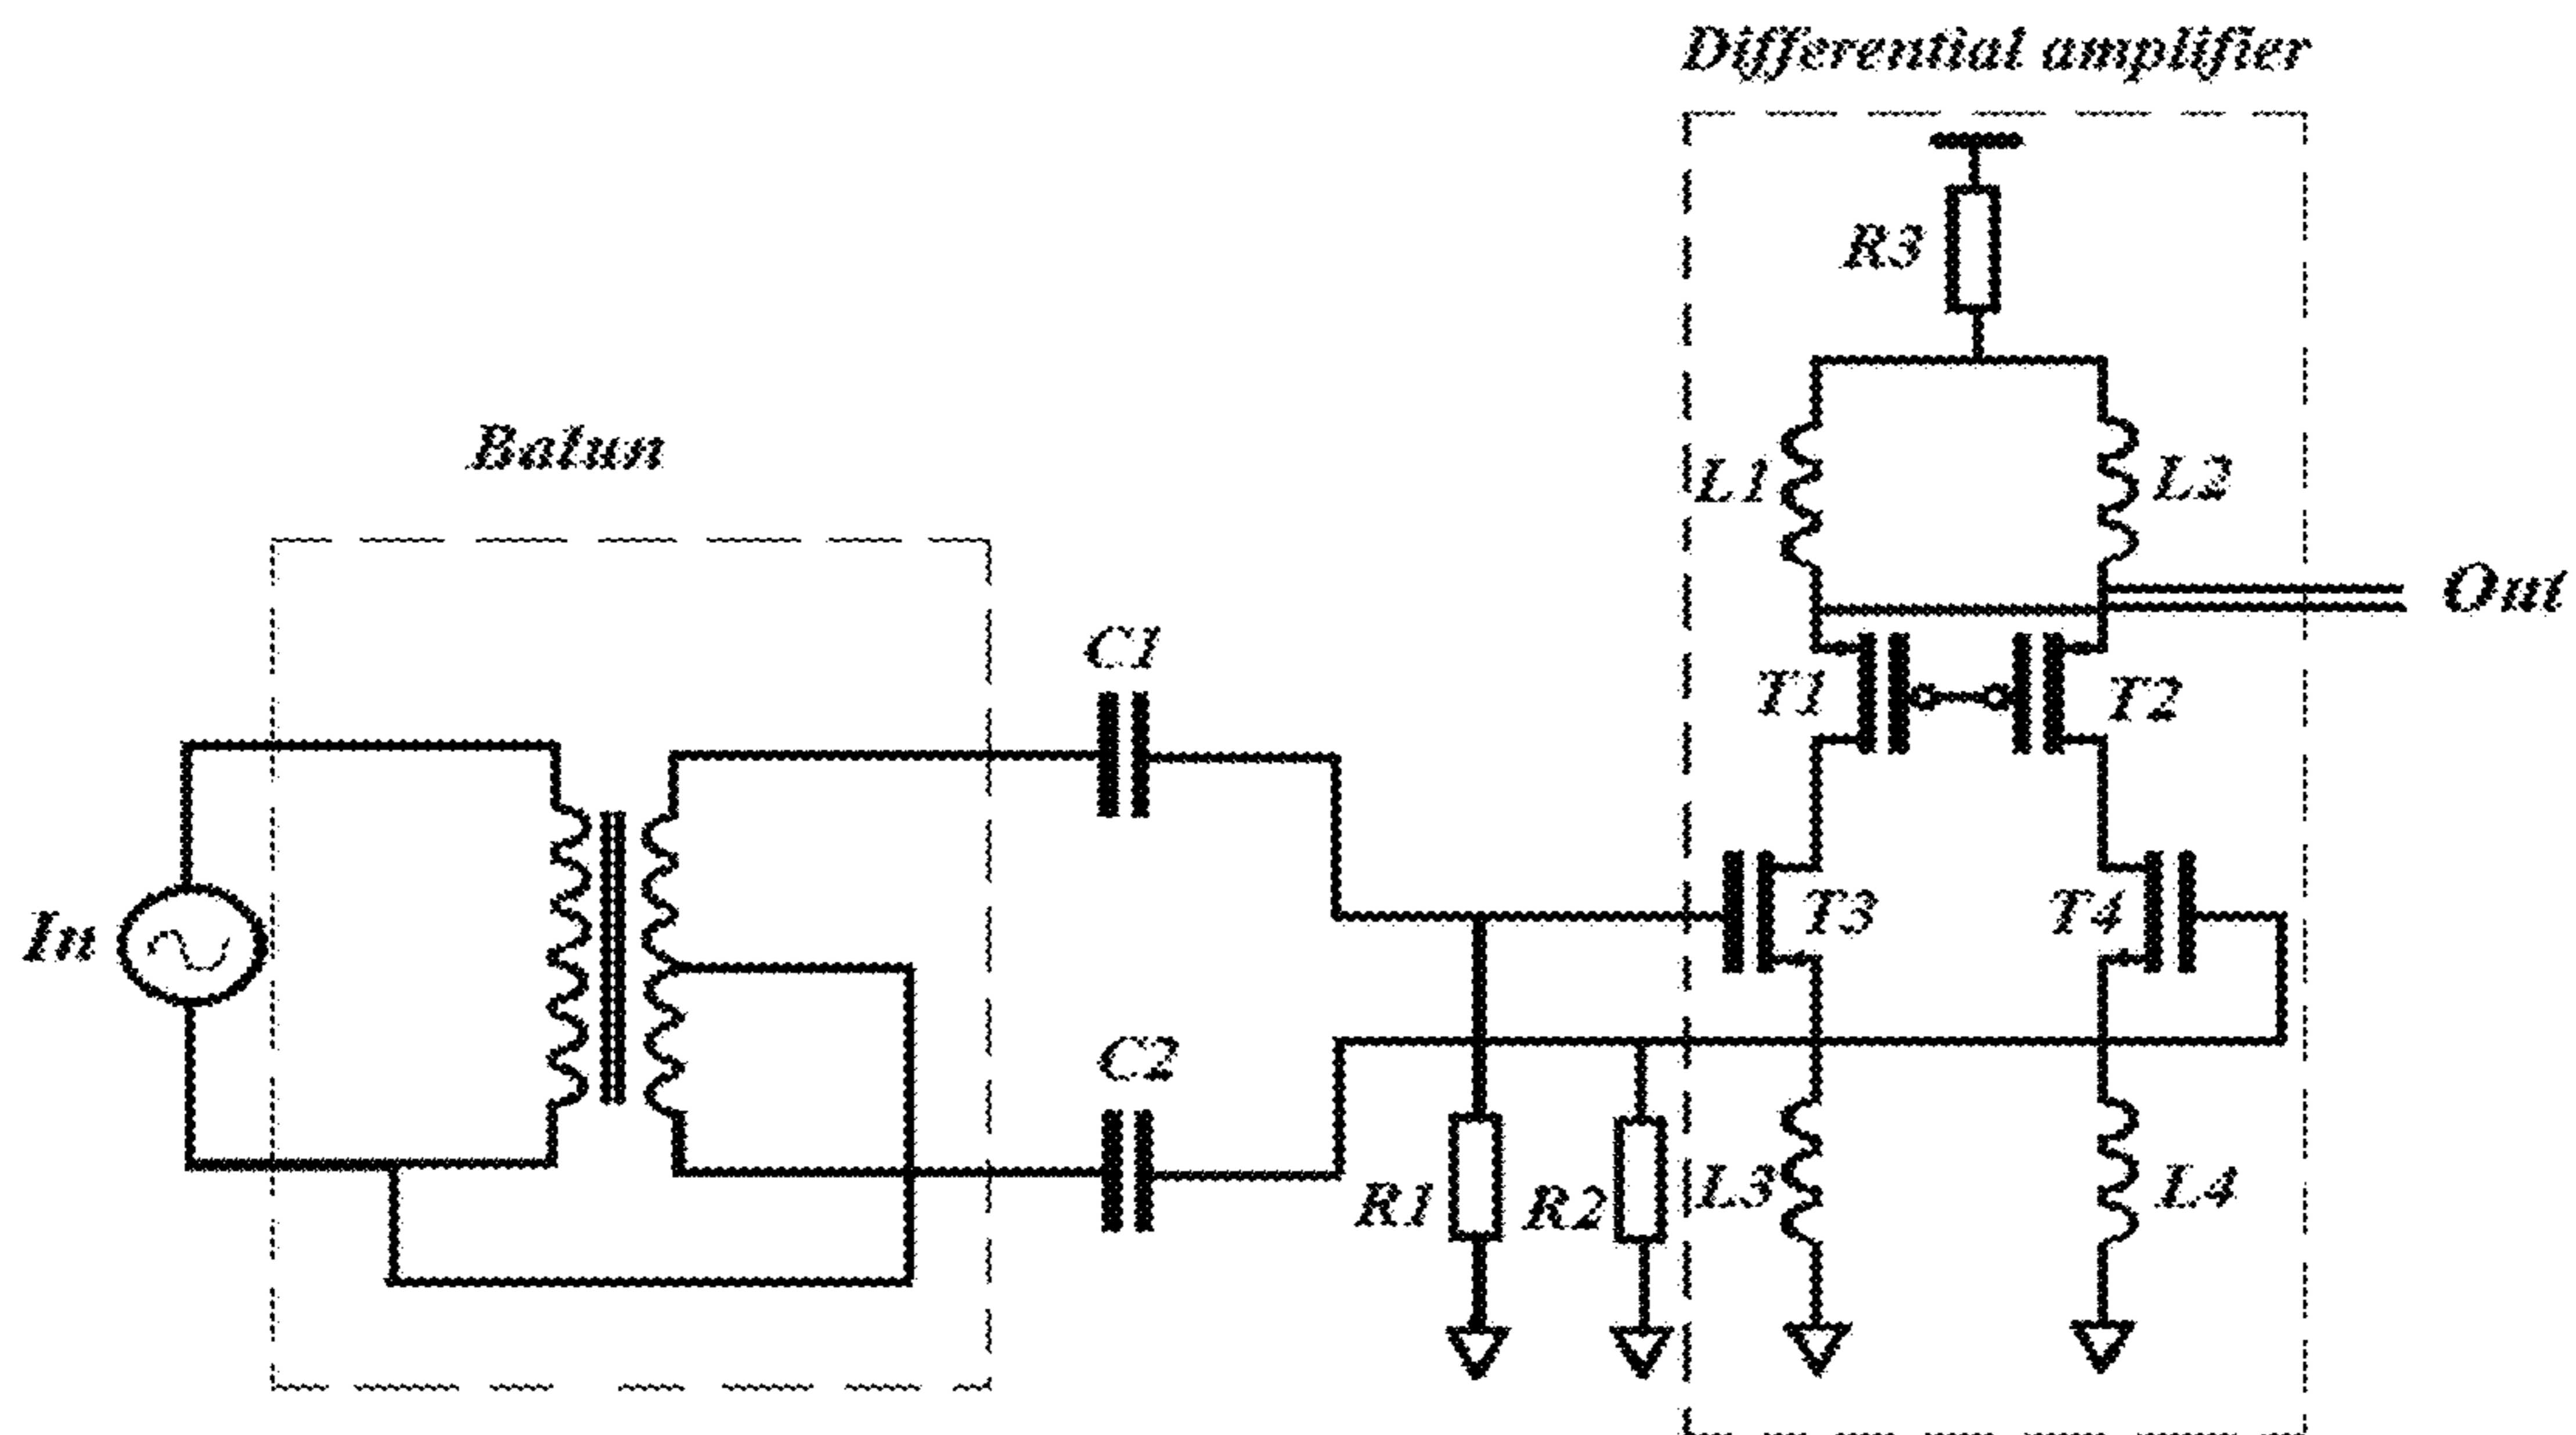 Differential amplifier
R3
Balun
L1
L2
Out
C1
T1
T2
In
T3
T4
C2
R1
R2
L3
L4